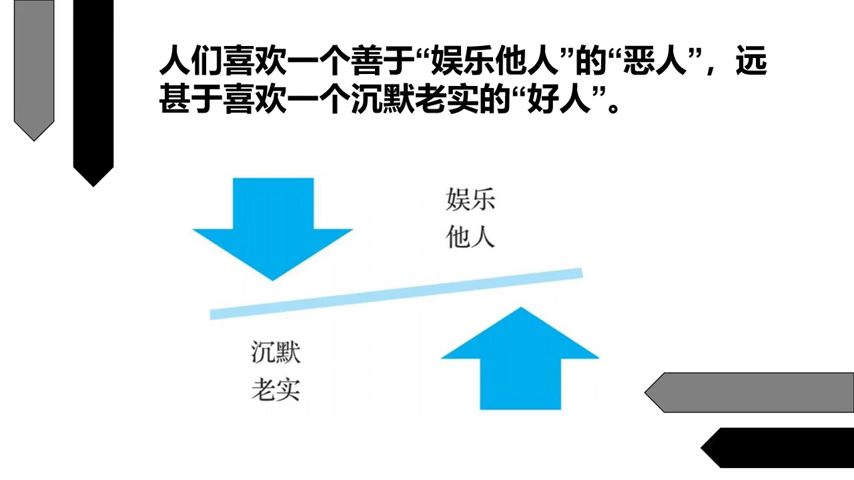 人们喜欢一个善于“娱乐他人”的“恶人”，远
甚于喜欢一个沉默老实的“好人”。
娱乐
他人
沉默
老实